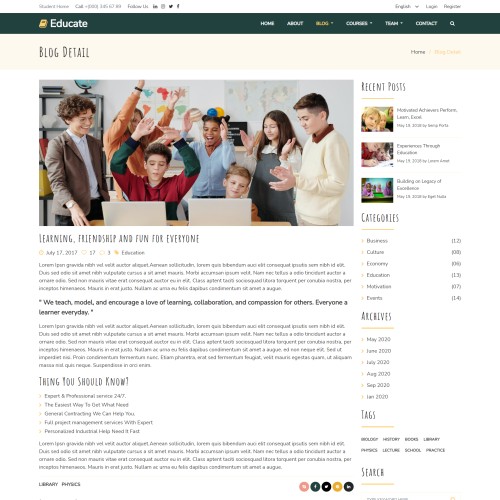 Student Home Call +(000) 345 67 89 Follow Us English Login Register
Educate
HOME ABOUT BLOG COURSES TEAM CONTACT
Blog Detail
Home / Blog Detail
Learning, friendship and fun for everyone
July 17, 2017 17 3 Education
Lorem Ipsn gravida nibh vel velit auctor aliquet.Aenean sollicitudin, lorem quis bibendum auci elit consequat ipsutis sem nibh id elit.
Duis sed odio sit amet nibh vulputate cursus a sit amet mauris. Morbi accumsan ipsum velit. Nam nec tellus a odio tincidunt auctor a
ornare odio. Sed non mauris vitae erat consequat auctor eu in elit. Class aptent taciti sociosqu ad litora torquent per conubia nostra, per
inceptos himenaeos. Mauris in erat justo. Nullam ac urna eu felis dapibus condimentum sit amet a augue.
" We teach, model, and encourage a love of learning, collaboration, and compassion for others. Everyone a
learner everyday. "
Lorem Ipsn gravida nibh vel velit auctor aliquet.Aenean sollicitudin, lorem quis bibendum auci elit consequat ipsutis sem nibh id elit.
Duis sed odio sit amet nibh vulputate cursus a sit amet mauris. Morbi accumsan ipsum velit. Nam nec tellus a odio tincidunt auctor a
ornare odio. Sed non mauris vitae erat consequat auctor eu in elit. Class aptent taciti sociosqu ad litora torquent per conubia nostra, per
inceptos himenaeos. Mauris in erat justo. Nullam ac urna eu felis dapibus condimentum sit amet a augue. Sed non neque elit. Sed ut
imperdiet nisi. Proin condimentum fermentum nunc. Etiam pharetra, erat sed fermentum feugiat, velit mauris egestas quam, ut aliquam
massa nisl quis neque. Suspendisse in orci enim.
Thing You Should Know?
Expert & Professional service 24/7.
The Easiest Way To Get What Need
General Contracting We Can Help You.
Full project management services With Expert
Personalized Industrial Help Need It Fast
Lorem Ipsn gravida nibh vel velit auctor aliquet.Aenean sollicitudin, lorem quis bibendum auci elit consequat ipsutis sem nibh id elit.
Duis sed odio sit amet nibh vulputate cursus a sit amet mauris. Morbi accumsan ipsum velit. Nam nec tellus a odio tincidunt auctor a
ornare odio. Sed non mauris vitae erat consequat auctor eu in elit. Class aptent taciti sociosqu ad litora torquent per conubia nostra, per
inceptos himenaeos. Mauris in erat justo. Nullam ac urna eu felis dapibus condimentum sit amet a augue.
LIBRARY PHYSICS
Recent Posts
Motivated Achievers Perform,
Learn, Excel.
May 19, 2018 by
Experiences Through
Education
May 19, 2018 by Lorem Amet
Building on Legacy of
Excellence
May 19, 2018 by
Categories
Business (12)
Culture (08)
Economy (06)
Education (13)
Motivation (07)
Events (14)
Archives
May 2020
June 2020
July 2020
Aug 2020
Sep 2020
Jan 2020
Tags
BIOLOGY HISTORY BOOKS LIBRARY
PHYSICS LECTURE SCHOOL PRACTICE
Search